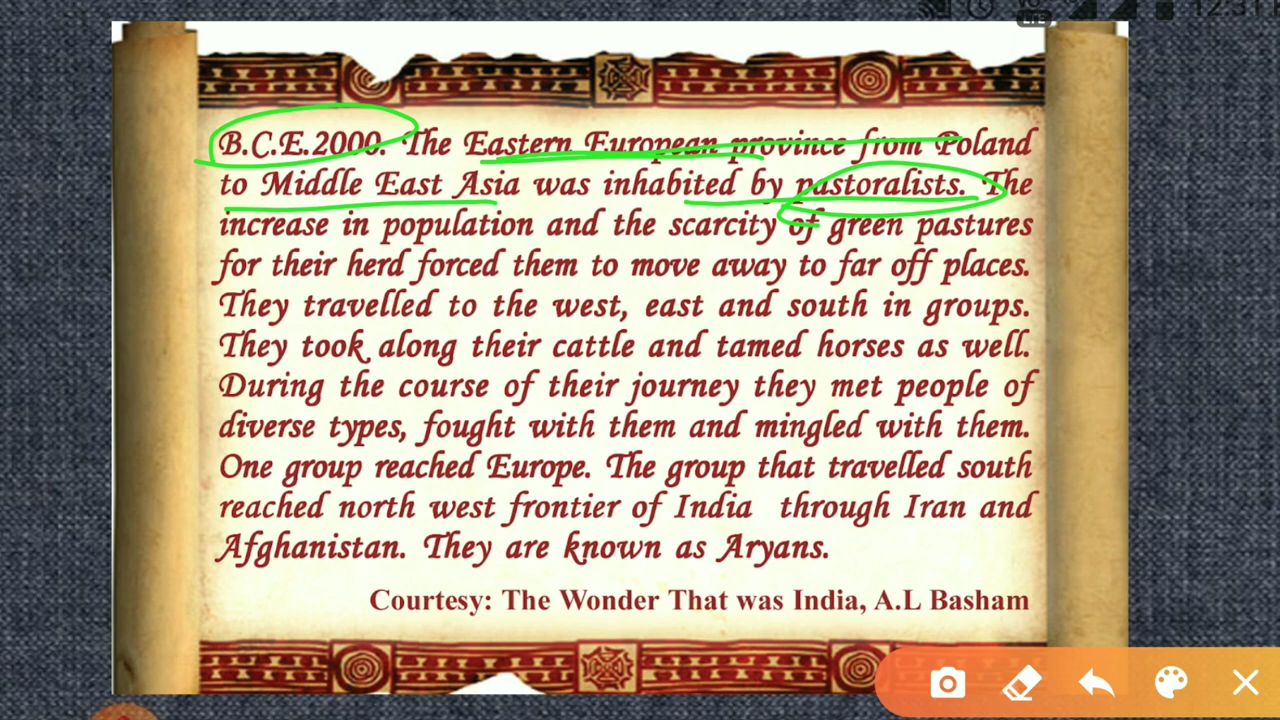 12:31
LTE
B.C.E.2000. The Eastern European province from Poland
to Middle East Asia was inhabited by pastoralists. The
increase in population and the scarcity of green pastures
for their herd forced them to move away to far off places.
They travelled to the west, east and south in groups.
They took along their cattle and tamed horses as well.
During the course of their journey they met people of
diverse types, fought with them and mingled with them.
One group reached Europe. The group that travelled south
reached north west frontier of India through Iran and
Afghanistan. They are known as Aryans.
Courtesy: The Wonder That was India, A.L Basham